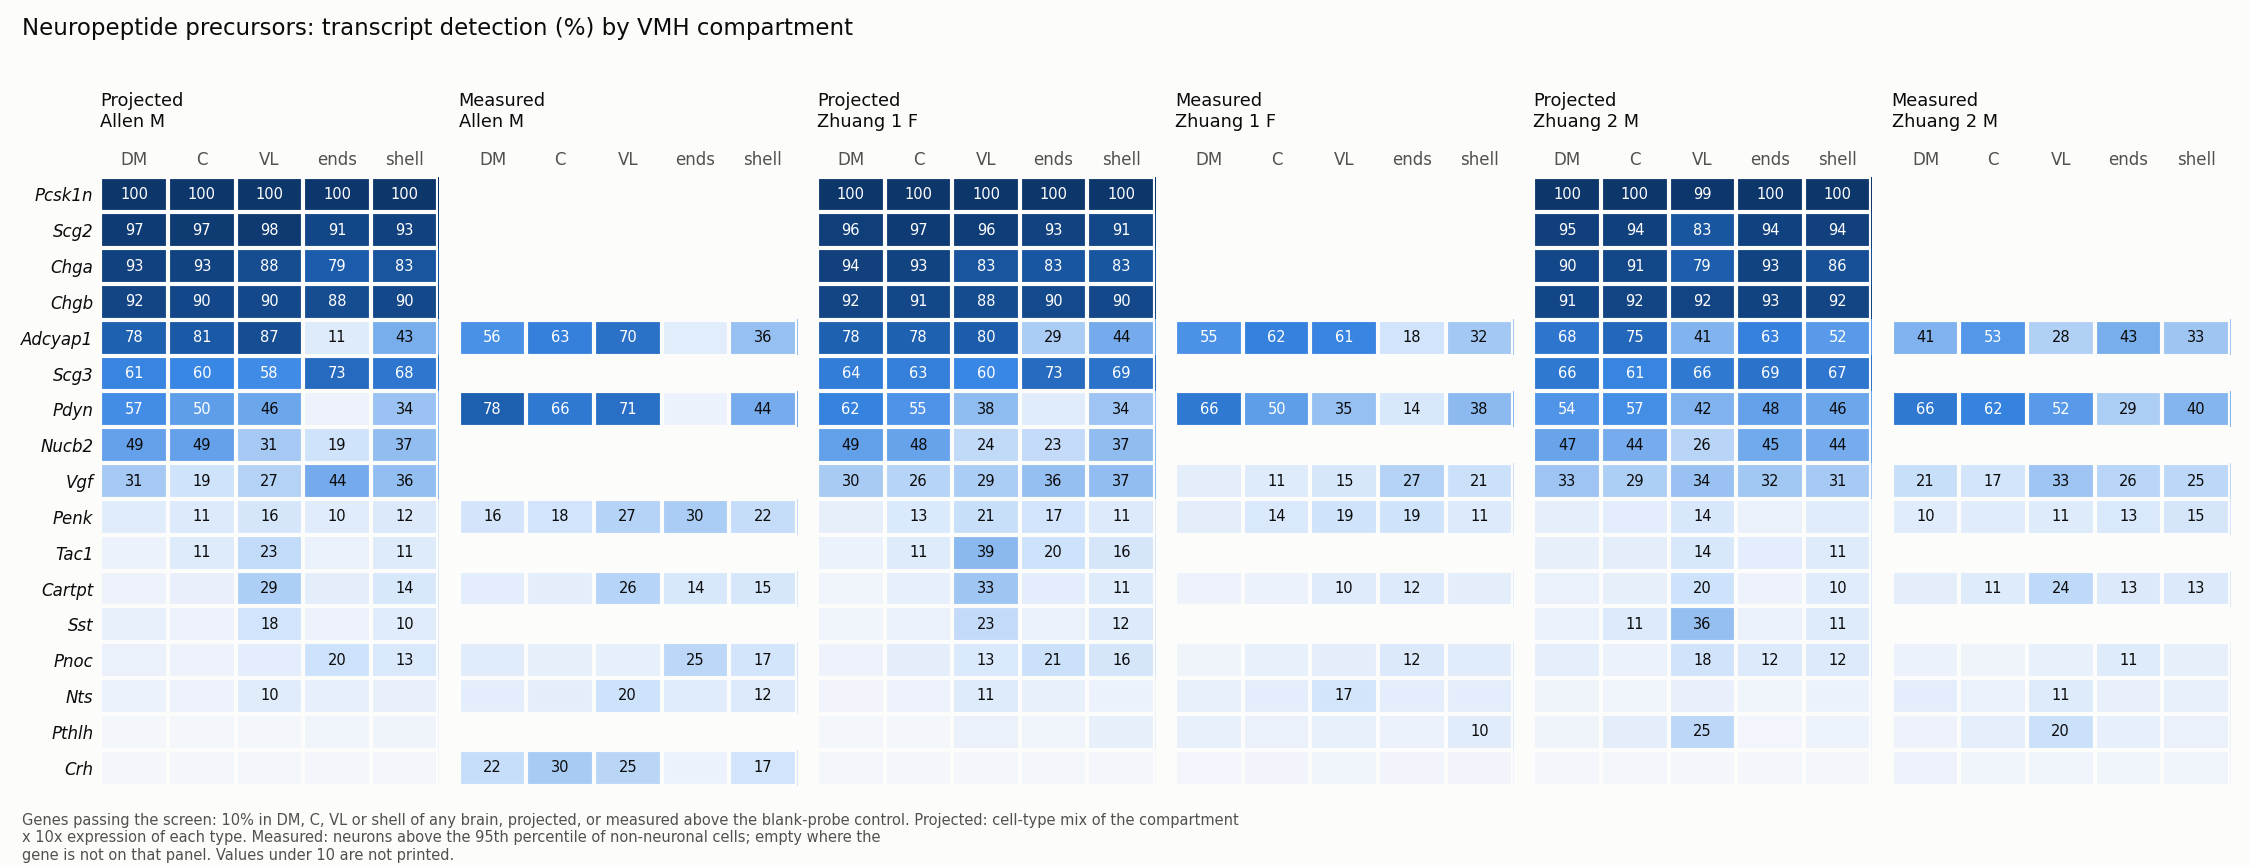 Neuropeptide precursors: transcript detection (%) by VMH compartment
Projected Measured Projected Measured Projected Measured
Allen M Allen M Zhuang 1 F Zhuang 1 F Zhuang 2 M Zhuang 2 M
DM C VL ends shell DM C VL ends shell DM C VL ends shell DM C VL ends shell DM C VL ends shell DM C VL ends shell
Pcsk1n 100 100 100 100 100 100 100 100 100 100 100 100 99 100 100
Scg2 97 97 98 91 93 96 97 96 93 91 95 94 83 94 94
Chga 93 93 88 79 83 94 93 83 83 83 90 91 79 93 86
Chgb 92 90 90 88 90 92 91 88 90 90 91 92 92 93 92
Adcyap1 78 81 87 11 43 56 63 70 36 78 78 80 29 44 55 62 61 18 32 68 75 41 63 52 41 53 28 43 33
Scg3 61 60 58 73 68 64 63 60 73 69 66 61 66 69 67
Pdyn 57 50 46 34 78 66 71 44 62 55 38 34 66 50 35 14 38 54 57 42 48 46 66 62 52 29 40
Nucb2 49 49 31 19 37 49 48 24 23 37 47 44 26 45 44
Vgf 31 19 27 44 36 30 26 29 36 37 11 15 27 21 33 29 34 32 31 21 17 33 26 25
Penk 11 16 10 12 16 18 27 30 22 13 21 17 11 14 19 19 11 14 10 11 13 15
Tac1 11 23 11 11 39 20 16 14 11
Cartpt 29 14 26 14 15 33 11 10 12 20 10 11 24 13 13
Sst 18 10 23 12 11 36 11
Pnoc 20 13 25 17 13 21 16 12 18 12 12 11
Nts 10 20 12 11 17 11
Pthlh 10 25 20
Crh 22 30 25 17
Genes passing the screen: 10% in DM, C, VL or shell of any brain, projected, or measured above the blank-probe control. Projected: cell-type mix of the compartment
x 10x expression of each type. Measured: neurons above the 95th percentile of non-neuronal cells; empty where the
gene is not on that panel. Values under 10 are not printed.